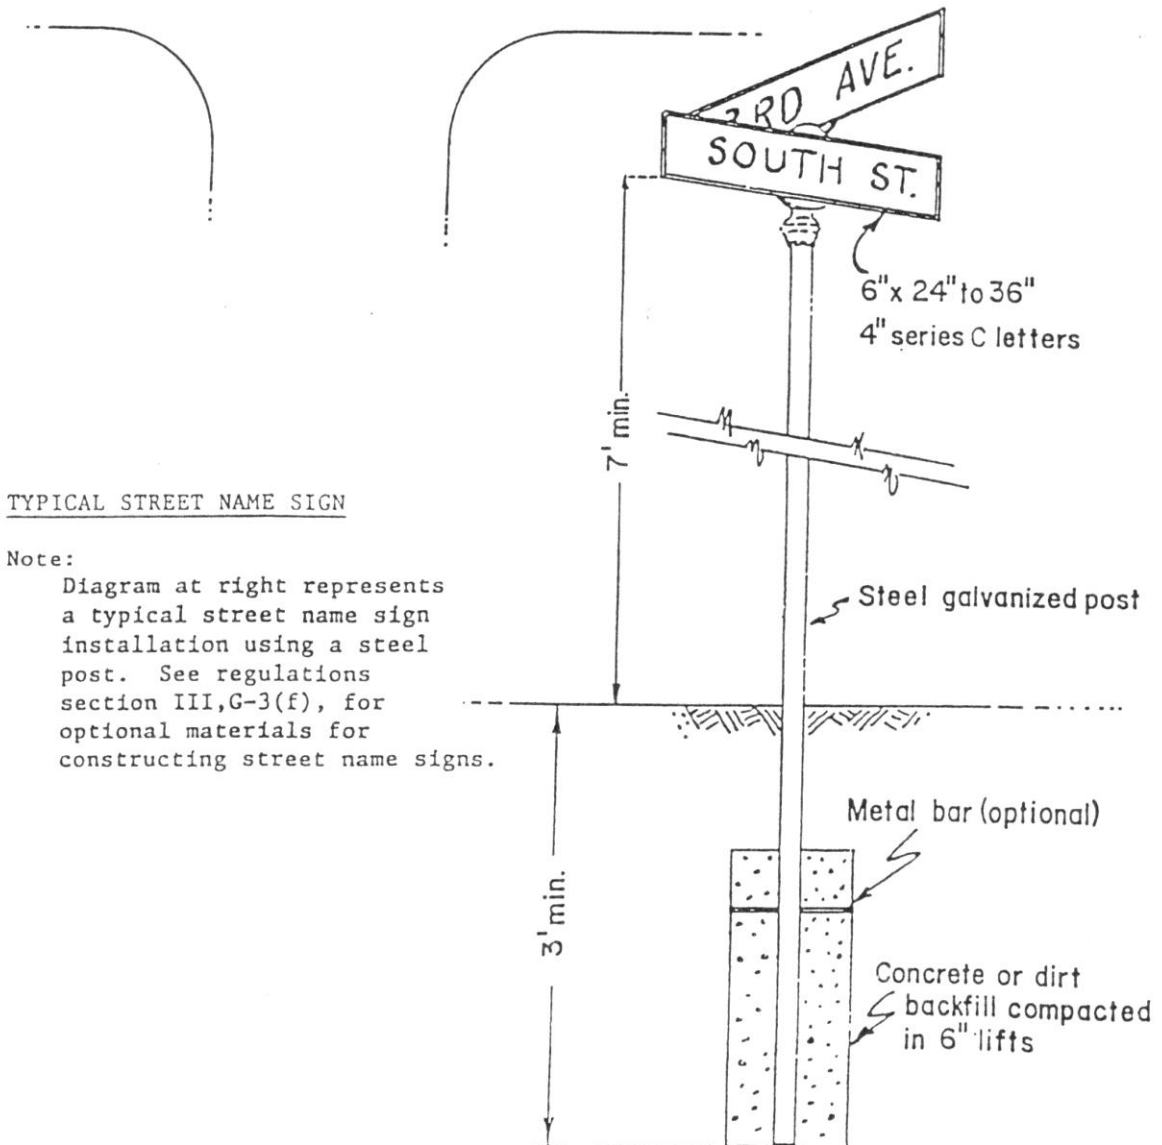 3RD AVE.
SOUTH ST.
6" x 24" to 36"
4" series C letters
7' min.
TYPICAL STREET NAME SIGN
Note:
Diagram at right represents
a typical street name sign
installation using a steel
post. See regulations
section III,G-3(f), for
optional materials for
constructing street name signs.
Steel galvanized post
Metal bar (optional)
3' min.
Concrete or dirt
backfill compacted
in 6" lifts